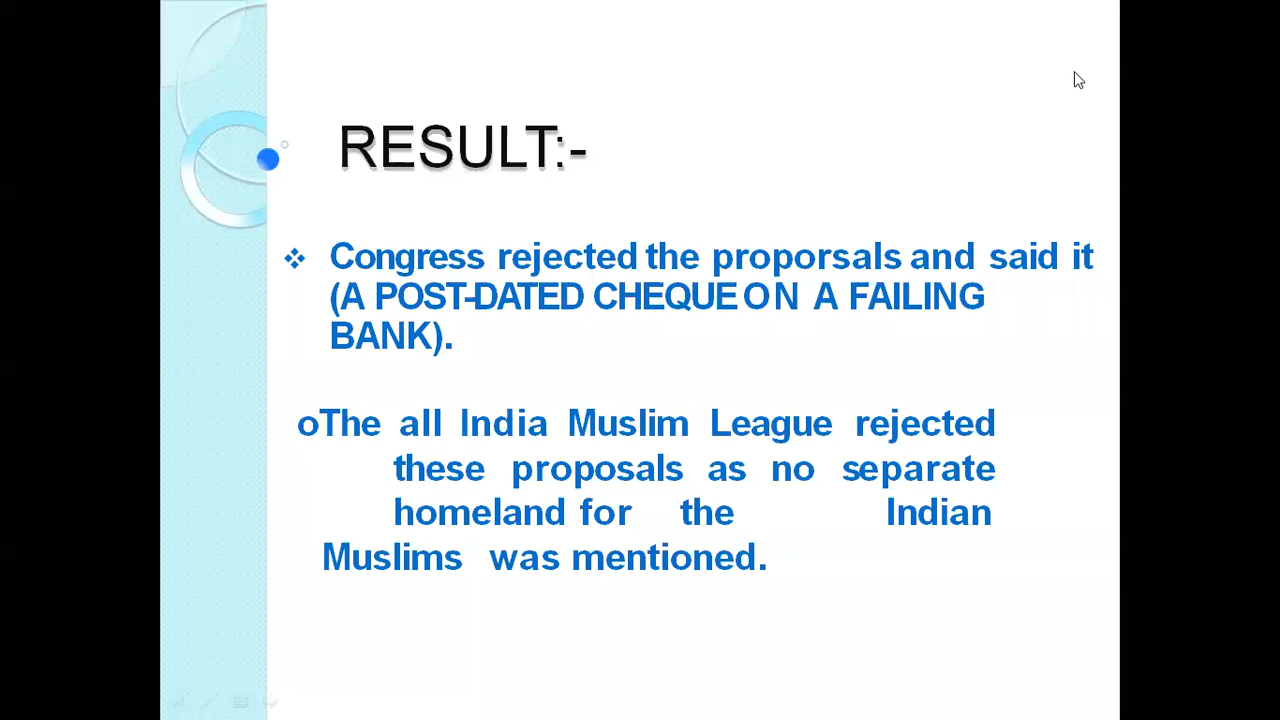 RESULT:-
❖ Congress rejected the proporsals and said it
(A POST-DATED CHEQUE ON A FAILING
BANK).
oThe all India Muslim League rejected
these proposals as no separate
homeland for the Indian
Muslims was mentioned.